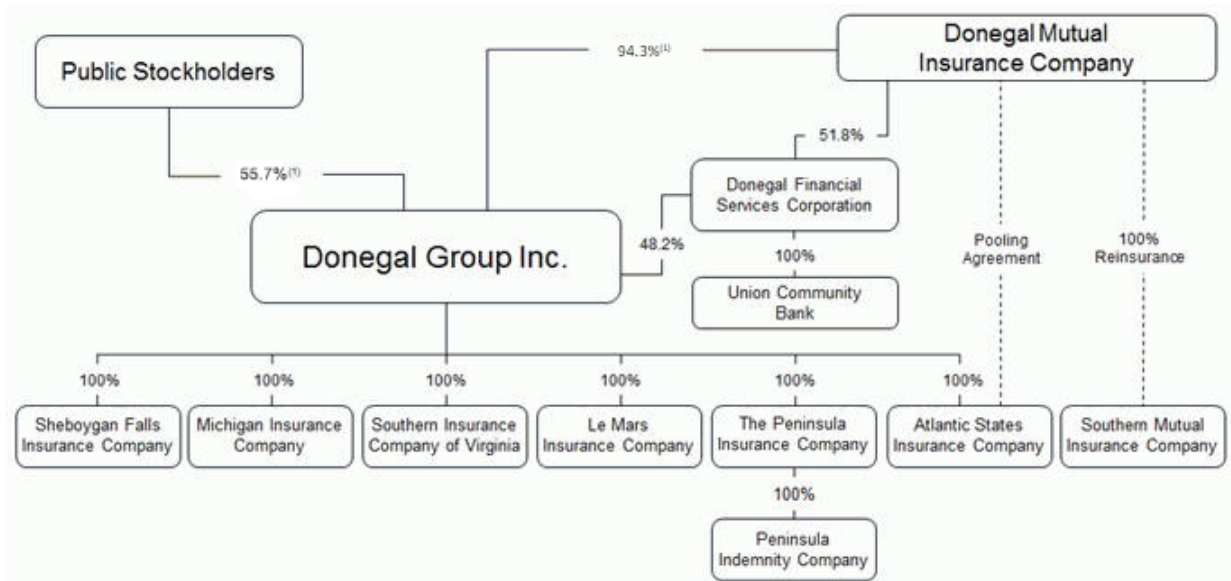 Public Stockholders
94.3%(1)
Donegal Mutual
Insurance Company
51.8%
55.7%(1)
Donegal Financial
Services Corporation
Donegal Group Inc.
48.2%
100%
Pooling
Agreement
100%
Reinsurance
Union Community
Bank
100%
100%
100%
100%
100%
100%
Sheboygan Falls
Insurance Company
Michigan Insurance
Company
Southern Insurance
Company of Virginia
Le Mars
Insurance Company
The Peninsula
Insurance Company
Atlantic States
Insurance Company
Southern Mutual
Insurance Company
100%
Peninsula
Indemnity Company